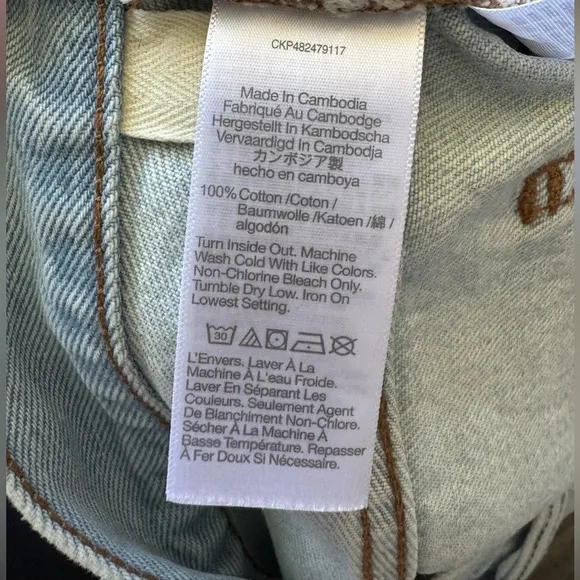 CKP482479117
Made In Cambodia
Fabriqué Au Cambodge
Hergestellt In Kambodscha
Vervaardigd In Cambodja
カンボジア製
hecho en camboya
100% Cotton /Coton /
Baumwolle /Katoen /綿 /
algodón
Turn Inside Out. Machine
Wash Cold With Like Colors.
Non-Chlorine Bleach Only.
Tumble Dry Low. Iron On
Lowest Setting.
30
L'Envers. Laver À La
Machine À L'eau Froide.
Laver En Séparant Les
Couleurs. Seulement Agent
De Blanchiment Non-Chlore.
Sécher À La Machine À
Basse Température. Repasser
À Fer Doux Si Nécessaire.